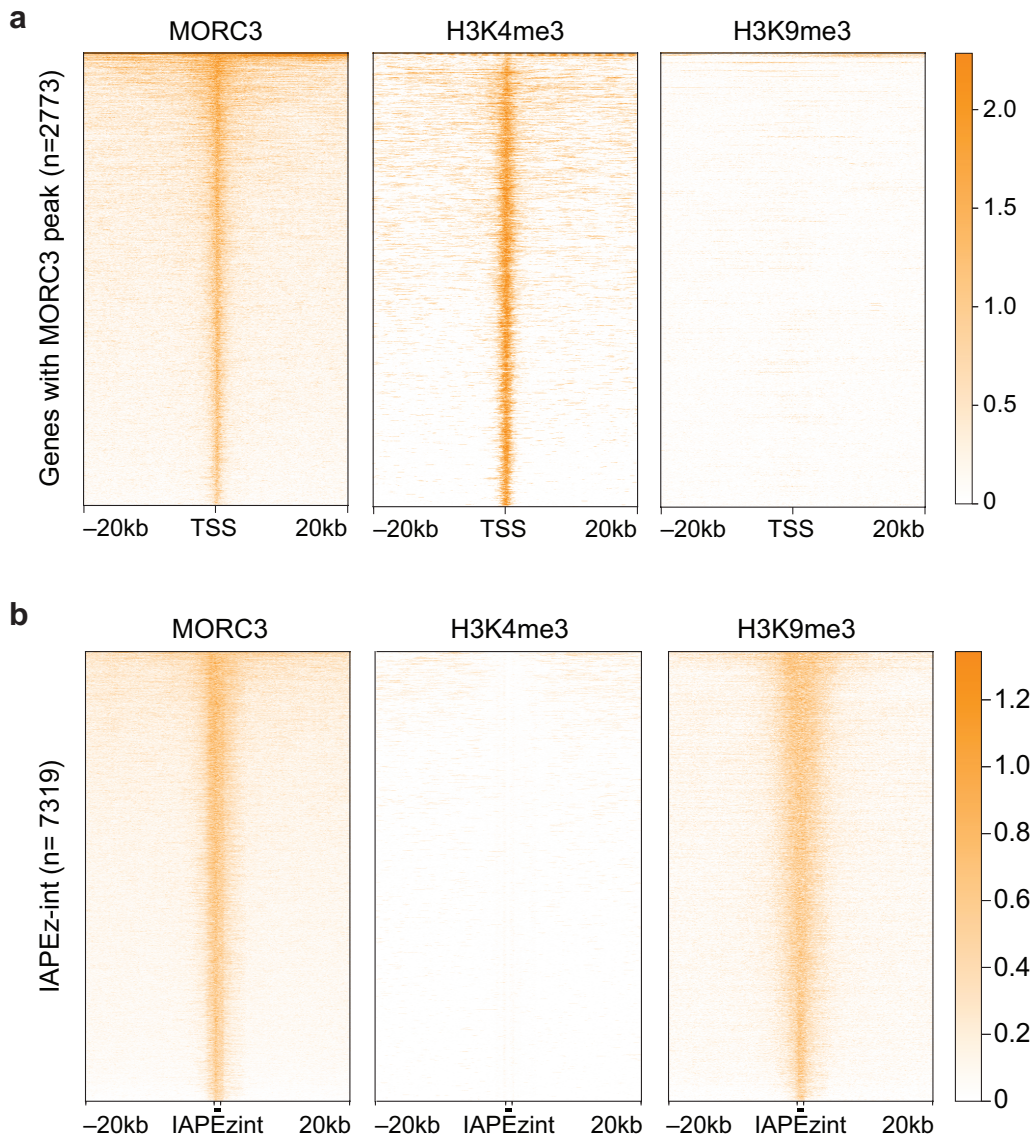 a
MORC3
H3K4me3
H3K9me3
Genes with MORC3 peak (n=2773)
2.0
1.5
1.0
0.5
0
–20kb TSS 20kb
–20kb TSS 20kb
–20kb TSS 20kb
b
MORC3
H3K4me3
H3K9me3
IAPEz-int (n= 7319)
1.2
1.0
0.8
0.6
0.4
0.2
0
–20kb IAPEzint 20kb
–20kb IAPEzint 20kb
–20kb IAPEzint 20kb